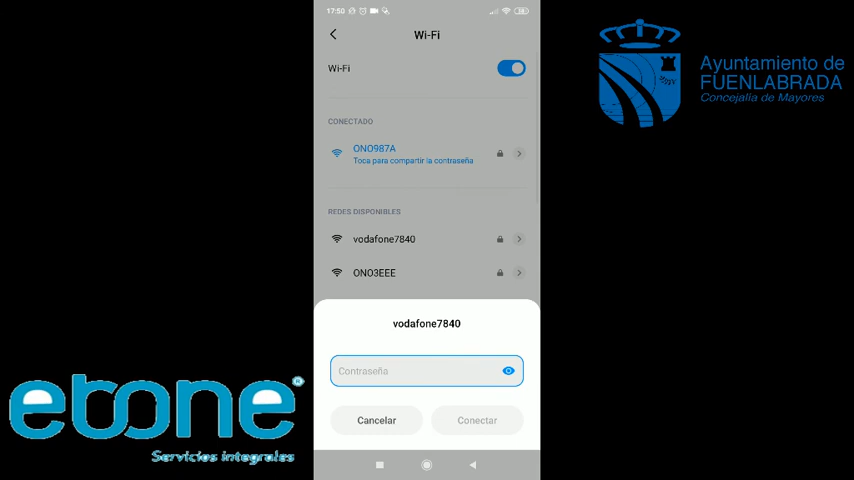 17:50
Wi-Fi
Wi-Fi
CONECTADO
ONO987A
Toca para compartir la contraseña
REDES DISPONIBLES
vodafone7840
ONO3EEE
vodafone7840
Contraseña
Cancelar
Conectar
Ayuntamiento de
FUENLABRADA
Concejalía de Mayores
ebone
Servicios integrales